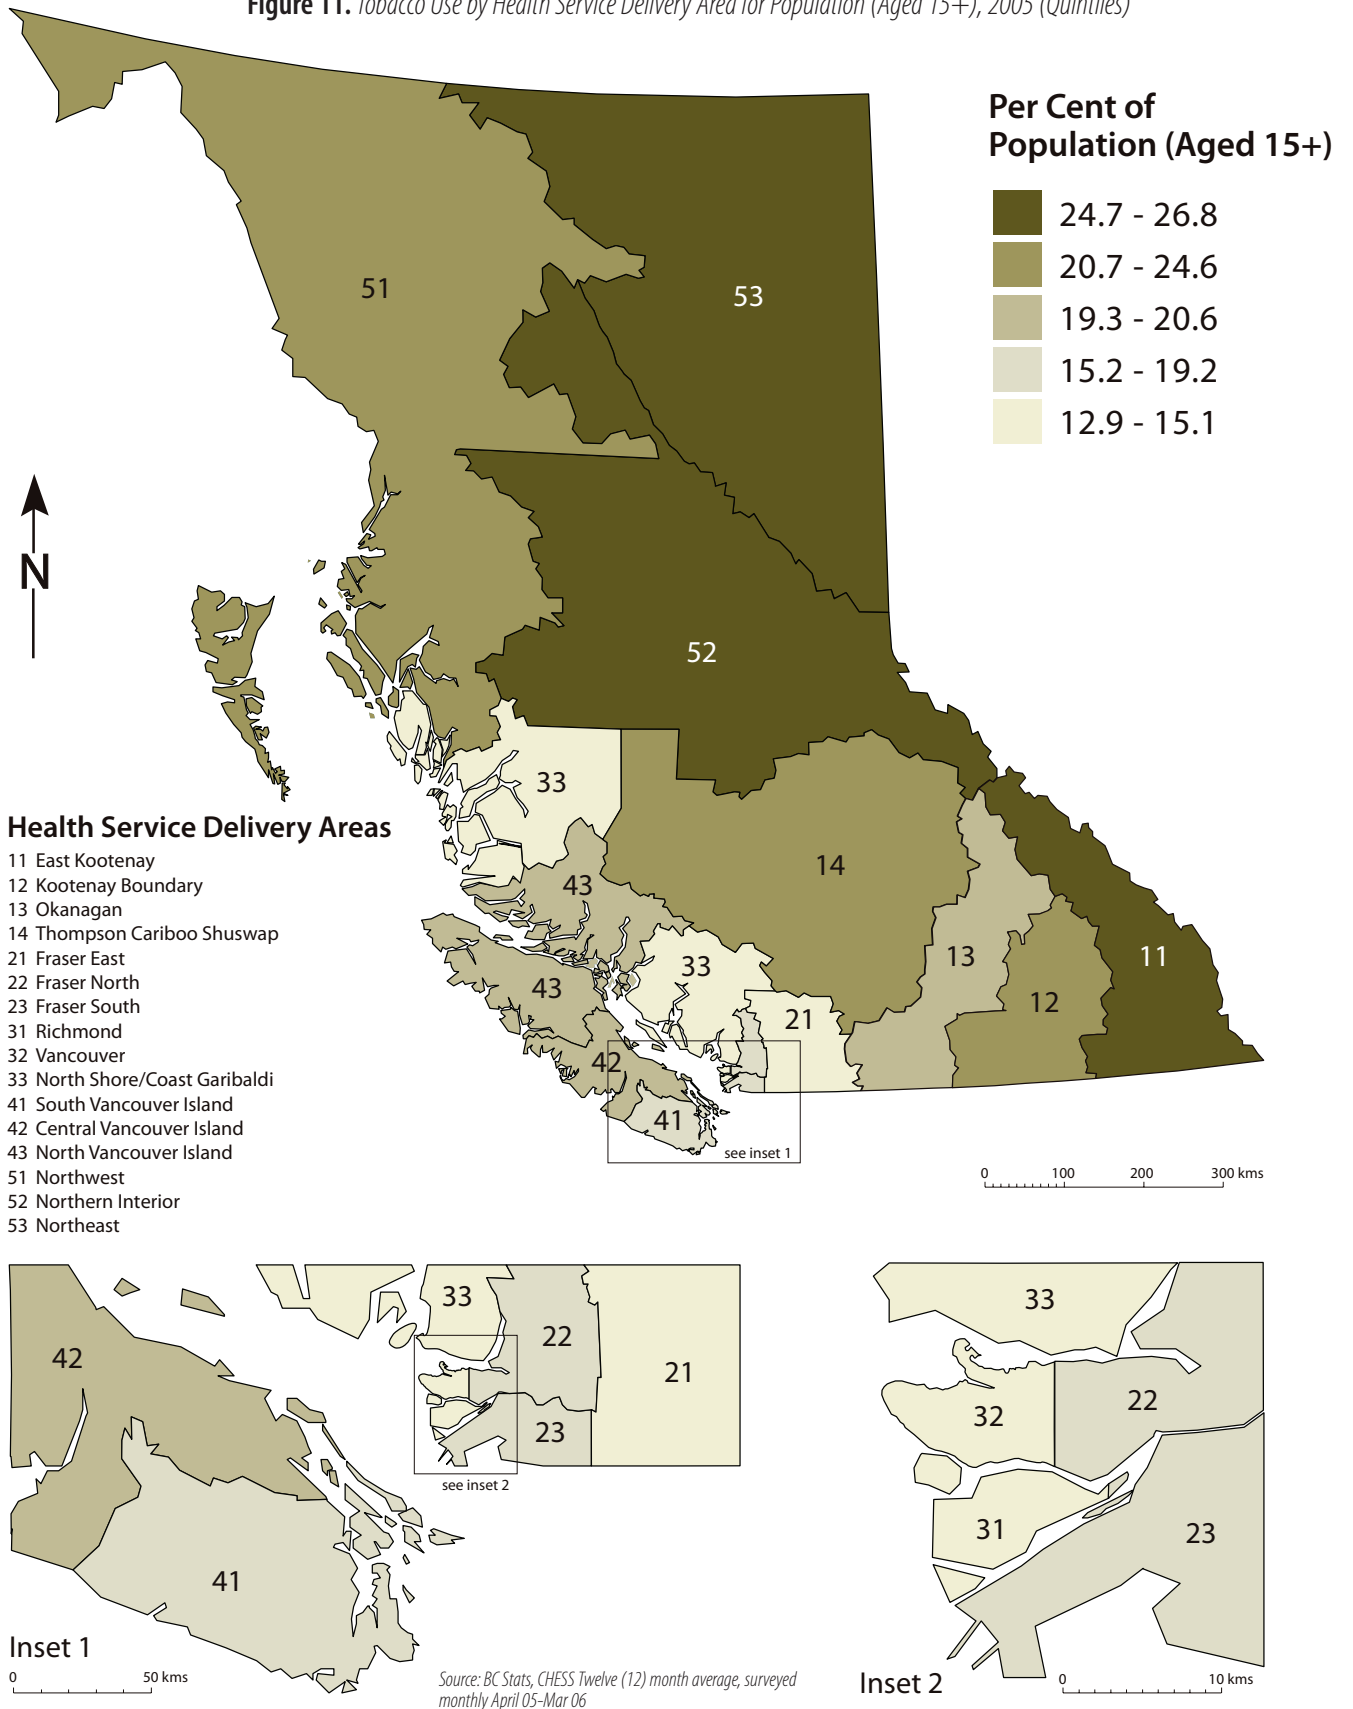 Figure 11. Tobacco Use by Health Service Delivery Area for Population (Aged 15+), 2005 (Quintiles)
Per Cent of
Population (Aged 15+)
24.7 - 26.8
20.7 - 24.6
19.3 - 20.6
15.2 - 19.2
12.9 - 15.1
51
53
N
52
33
14
43
13
11
33
43
12
21
42
41
see inset 1
0 100 200 300 kms
Health Service Delivery Areas
11 East Kootenay
12 Kootenay Boundary
13 Okanagan
14 Thompson Cariboo Shuswap
21 Fraser East
22 Fraser North
23 Fraser South
31 Richmond
32 Vancouver
33 North Shore/Coast Garibaldi
41 South Vancouver Island
42 Central Vancouver Island
43 North Vancouver Island
51 Northwest
52 Northern Interior
53 Northeast
33
22
42
21
23
see inset 2
41
Inset 1
0 50 kms
33
22
32
31
23
Inset 2
0 10 kms
Source: BC Stats, CHESS Twelve (12) month average, surveyed
monthly April 05-Mar 06